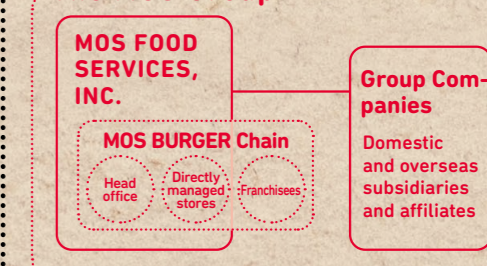 MOS FOOD
SERVICES,
INC.
MOS BURGER Chain
Head
office
Directly
managed
stores
Franchisees
Group Com-
panies
Domestic
and overseas
subsidiaries
and affiliates